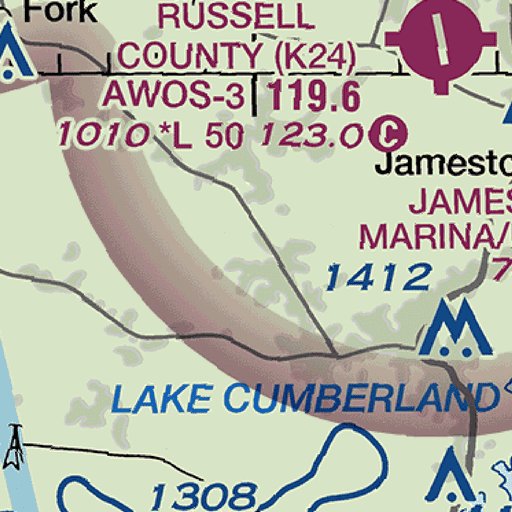 Fork
RUSSELL
COUNTY (K24)
AWOS-3 119.6
1010 *L 50 123.0 C
Jamesto
JAMES
MARINA/
7
1412
LAKE CUMBERLAND
1308